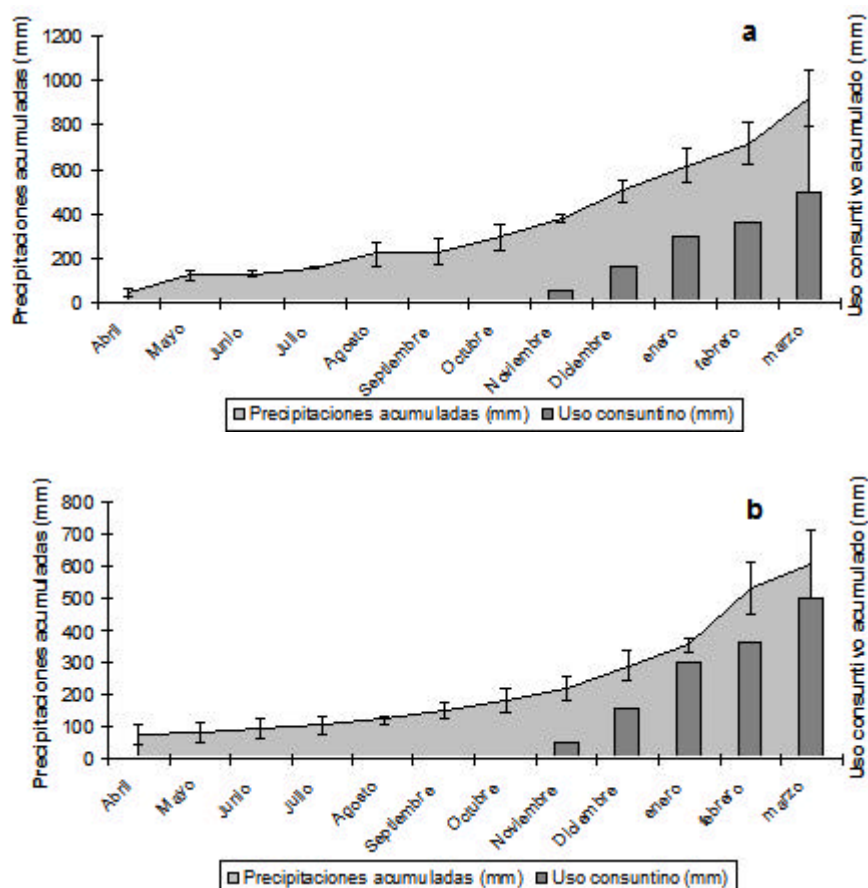 a
Precipitaciones acumuladas (mm)
Uso consuntivo acumulado (mm)
1200
1000
800
600
400
200
0
Abril
Mayo
Junio
Julio
Agosto
Septiembre
Octubre
Noviembre
Diciembre
enero
febrero
marzo
Precipitaciones acumuladas (mm) Uso consuntino (mm)
b
Precipitaciones acumuladas (mm)
Uso consuntivo acumulado (mm)
800
700
600
500
400
300
200
100
0
Abril
Mayo
Junio
Julio
Agosto
Septiembre
Octubre
Noviembre
Diciembre
enero
febrero
marzo
Precipitaciones acumuladas (mm) Uso consuntino (mm)